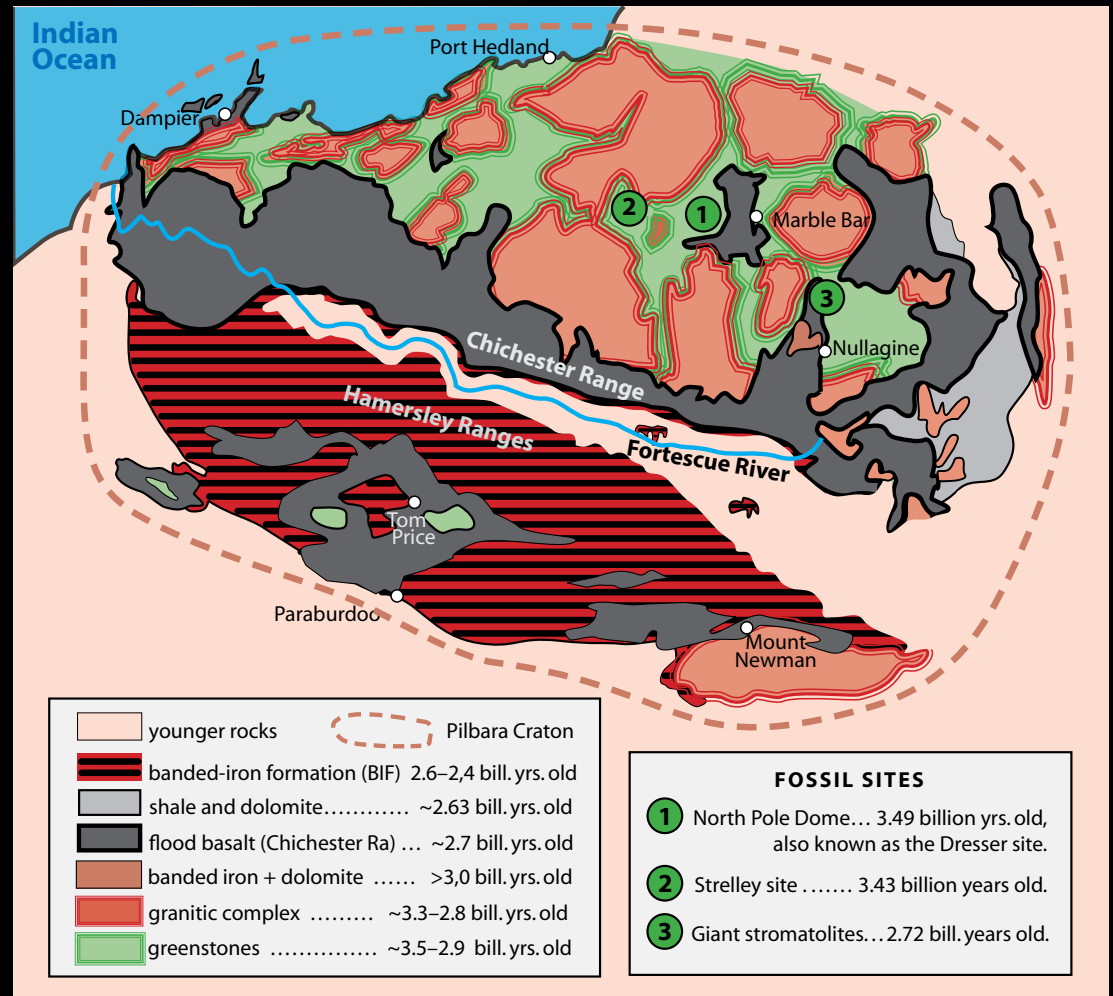 Indian
Ocean
Port Hedland
Dampier
2
1
Marble Bar
3
Nullagine
Chichester Range
Hamersley Ranges
Fortescue River
Tom
Price
Paraburdoo
Mount
Newman
younger rocks
Pilbara Craton
banded-iron formation (BIF) 2.6–2,4 bill. yrs. old
shale and dolomite............ ~2.63 bill. yrs. old
flood basalt (Chichester Ra) ... ~2.7 bill. yrs. old
banded iron + dolomite ...... >3,0 bill. yrs. old
granitic complex ......... ~3.3–2.8 bill. yrs. old
greenstones ............... ~3.5–2.9 bill. yrs. old
FOSSIL SITES
1 North Pole Dome... 3.49 billion yrs. old,
also known as the Dresser site.
2 Strelley site ....... 3.43 billion years old.
3 Giant stromatolites...2.72 bill. years old.